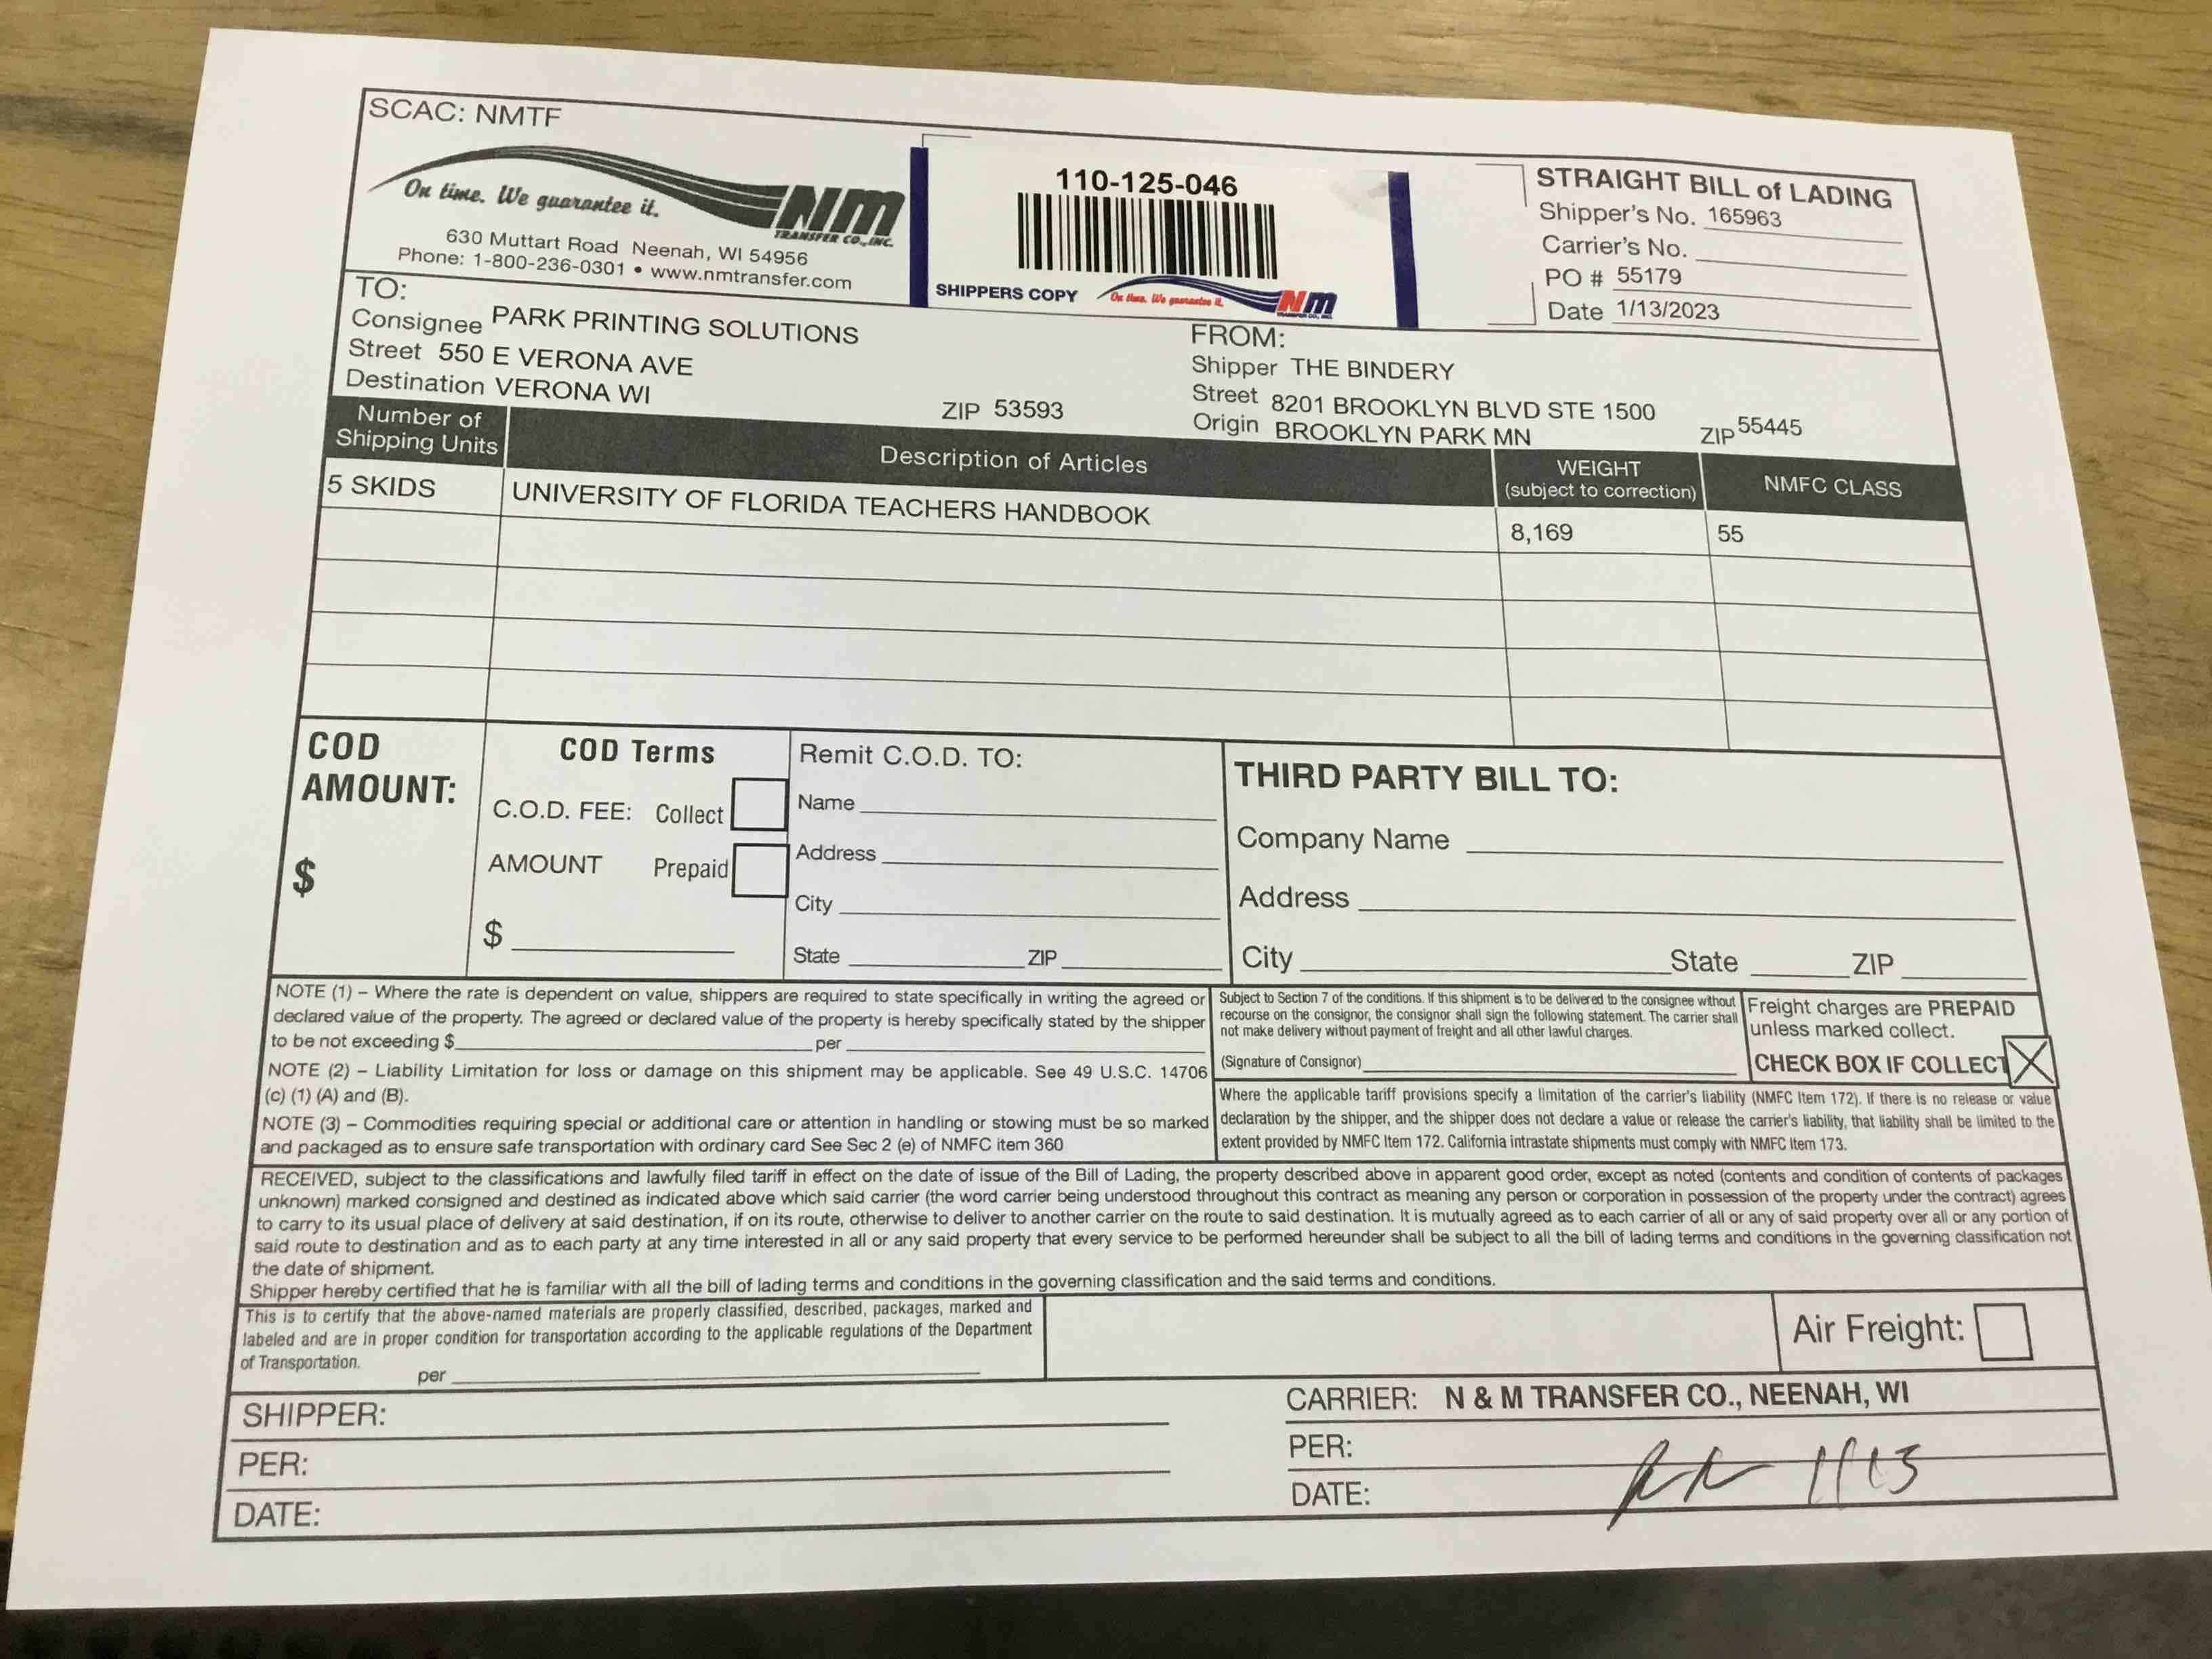 SCAC: NMTF
On time. We guarantee it.
NM
TRANSFER CO., INC.
630 Muttart Road Neenah, WI 54956
Phone: 1-800-236-0301 • www.nmtransfer.com
110-125-046
SHIPPERS COPY
On time. We guarantee it.
NM
TRANSFER CO., INC.
STRAIGHT BILL of LADING
Shipper's No. 165963
Carrier's No.
PO # 55179
Date 1/13/2023
TO:
Consignee PARK PRINTING SOLUTIONS
Street 550 E VERONA AVE
Destination VERONA WI
ZIP 53593
FROM:
Shipper THE BINDERY
Street 8201 BROOKLYN BLVD STE 1500
Origin BROOKLYN PARK MN
ZIP 55445
Number of
Shipping Units
Description of Articles
WEIGHT
(subject to correction)
NMFC CLASS
5 SKIDS UNIVERSITY OF FLORIDA TEACHERS HANDBOOK 8,169 55
COD
AMOUNT:
$
COD Terms
C.O.D. FEE: Collect
AMOUNT Prepaid
$
Remit C.O.D. TO:
Name
Address
City
State ZIP
THIRD PARTY BILL TO:
Company Name
Address
City State ZIP
NOTE (1) – Where the rate is dependent on value, shippers are required to state specifically in writing the agreed or
declared value of the property. The agreed or declared value of the property is hereby specifically stated by the shipper
to be not exceeding $ per
NOTE (2) – Liability Limitation for loss or damage on this shipment may be applicable. See 49 U.S.C. 14706
(c) (1) (A) and (B).
NOTE (3) – Commodities requiring special or additional care or attention in handling or stowing must be so marked
and packaged as to ensure safe transportation with ordinary card See Sec 2 (e) of NMFC item 360
Subject to Section 7 of the conditions. If this shipment is to be delivered to the consignee without
recourse on the consignor, the consignor shall sign the following statement. The carrier shall
not make delivery without payment of freight and all other lawful charges.
(Signature of Consignor)
Freight charges are PREPAID
unless marked collect.
CHECK BOX IF COLLECT X
Where the applicable tariff provisions specify a limitation of the carrier's liability (NMFC Item 172). If there is no release or value
declaration by the shipper, and the shipper does not declare a value or release the carrier's liability, that liability shall be limited to the
extent provided by NMFC Item 172. California intrastate shipments must comply with NMFC Item 173.
RECEIVED, subject to the classifications and lawfully filed tariff in effect on the date of issue of the Bill of Lading, the property described above in apparent good order, except as noted (contents and condition of contents of packages
unknown) marked consigned and destined as indicated above which said carrier (the word carrier being understood throughout this contract as meaning any person or corporation in possession of the property under the contract) agrees
to carry to its usual place of delivery at said destination, if on its route, otherwise to deliver to another carrier on the route to said destination. It is mutually agreed as to each carrier of all or any of said property over all or any portion of
said route to destination and as to each party at any time interested in all or any said property that every service to be performed hereunder shall be subject to all the bill of lading terms and conditions in the governing classification not
the date of shipment.
Shipper hereby certified that he is familiar with all the bill of lading terms and conditions in the governing classification and the said terms and conditions.
This is to certify that the above-named materials are properly classified, described, packages, marked and
labeled and are in proper condition for transportation according to the applicable regulations of the Department
of Transportation.
per
Air Freight:
SHIPPER:
PER:
DATE:
CARRIER: N & M TRANSFER CO., NEENAH, WI
PER:
DATE: 1/13